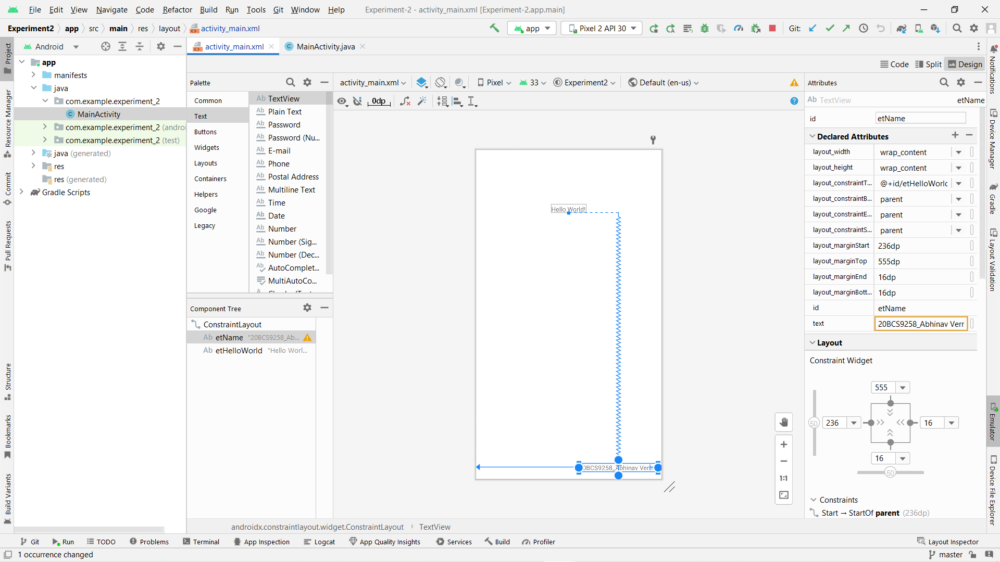 File Edit View Navigate Code Refactor Build Run Tools Git Window Help Experiment-2 - activity_main.xml [Experiment-2.app.main]
Experiment2 app src main res layout activity_main.xml app Pixel 2 API 30 Git:
Project
Resource Manager
Commit
Pull Requests
Structure
Bookmarks
Build Variants
Android
app
manifests
java
com.example.experiment_2
MainActivity
com.example.experiment_2 (androi
com.example.experiment_2 (test)
java (generated)
res
res (generated)
Gradle Scripts
activity_main.xml MainActivity.java
Code Split Design
Palette
Common
Text
Buttons
Widgets
Layouts
Containers
Helpers
Google
Legacy
Ab TextView
Ab Plain Text
Ab Password
Ab Password (Nu...
Ab E-mail
Ab Phone
Ab Postal Address
Ab Multiline Text
Ab Time
Ab Date
Ab Number
Ab Number (Sig...
Ab Number (Dec...
Ab AutoComplet...
MultiAutoCo...
Component Tree
ConstraintLayout
Ab etName "20BCS9258_Ab...
Ab etHelloWorld "Hello Worl...
activity_main.xml Pixel 33 Experiment2 Default (en-us)
0dp
Hello World!
0BCS9258_Abhinav Verm
1:1
Attributes
Ab TextView etName
id etName
Declared Attributes
layout_width wrap_content
layout_height wrap_content
layout_constraintT... @+id/etHelloWorld
layout_constraintB... parent
layout_constraintE... parent
layout_constraintS... parent
layout_marginStart 236dp
layout_marginTop 555dp
layout_marginEnd 16dp
layout_marginBott... 16dp
id etName
text 20BCS9258_Abhinav Verr
Layout
Constraint Widget
555
50 236 16
16
50
Constraints
Start → StartOf parent (236dp)
Notifications
Device Manager
Gradle
Layout Validation
Emulator
Device File Explorer
androidx.constraintlayout.widget.ConstraintLayout TextView
Git Run TODO Problems Terminal App Inspection Logcat App Quality Insights Services Build Profiler Layout Inspector
1 occurrence changed master